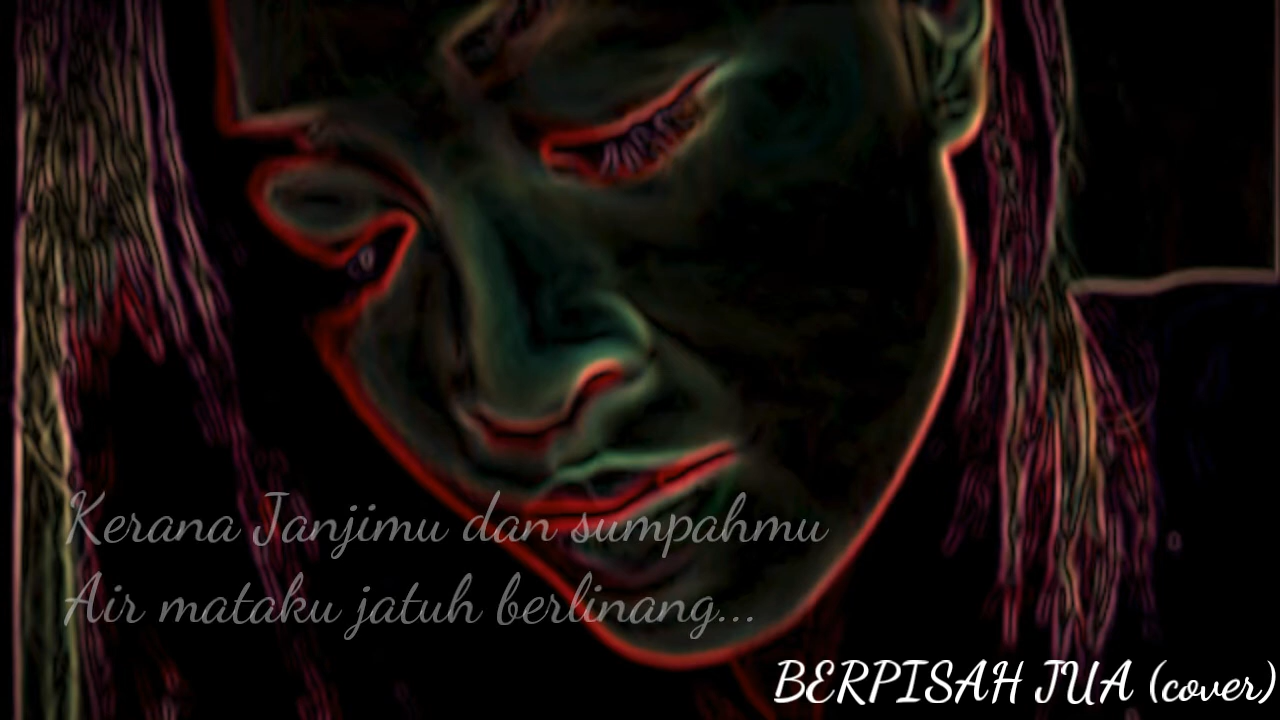 Kerana Janjimu dan sumpahmu
Air mataku jatuh berlinang...
BERPISAH JUA (cover)